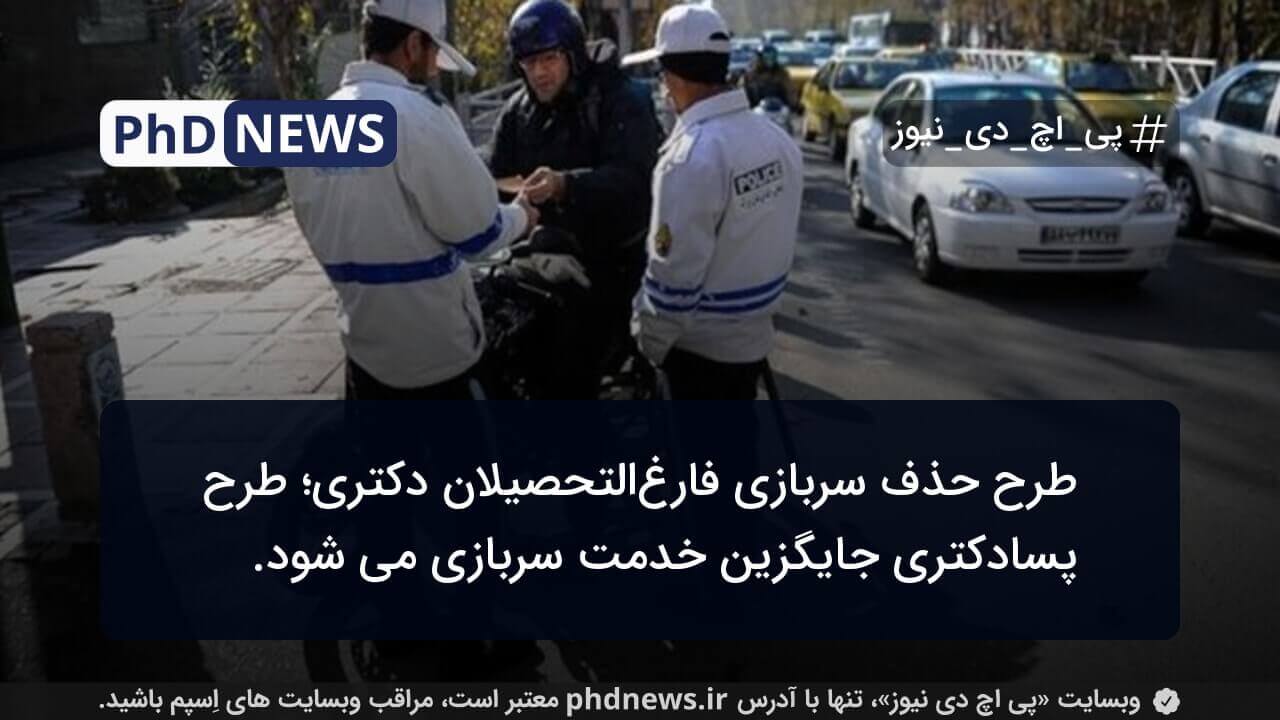 PhD NEWS
#پی_اچ_دی_نیوز
POLICE
طرح حذف سربازی فارغ‌التحصیلان دکتری؛ طرح
پسادکتری جایگزین خدمت سربازی می شود.
وبسایت «پی اچ دی نیوز»، تنها با آدرس phdnews.ir معتبر است، مراقب وبسایت های اِسپم باشید.